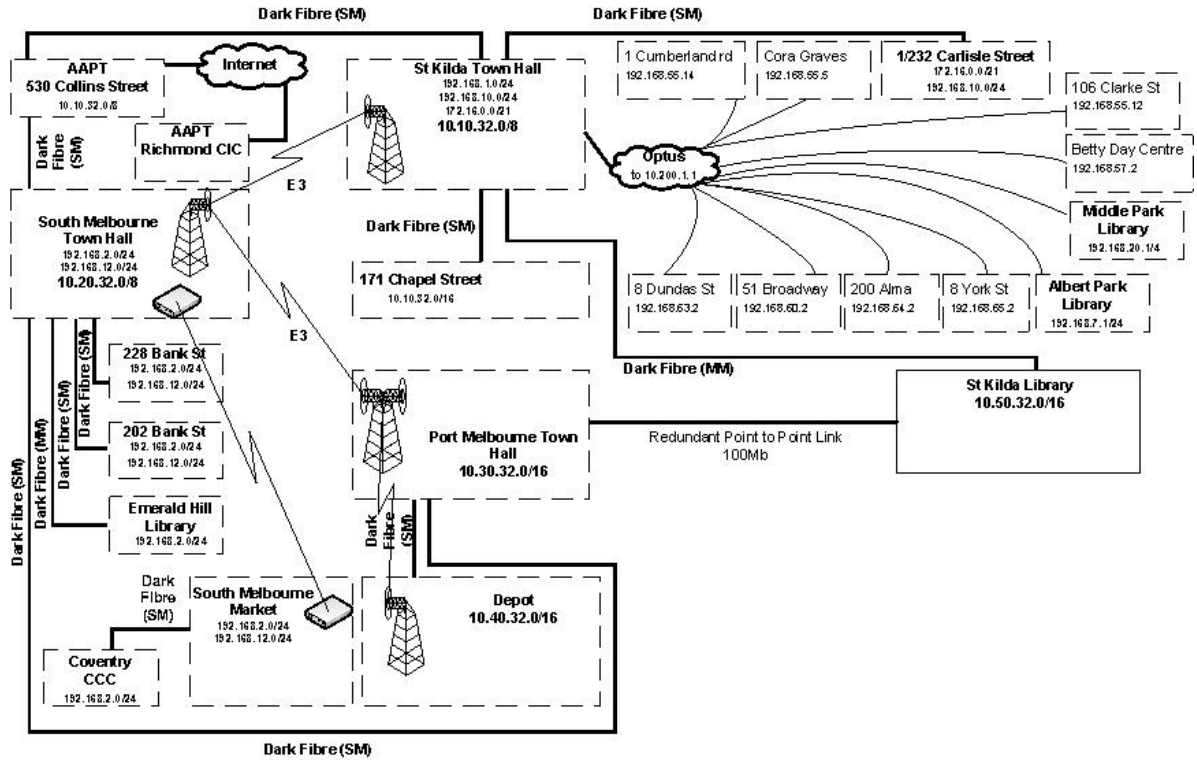 Dark Fibre (SM)
Dark Fibre (SM)
AAPT
530 Collins Street
10.10.32.0/8
Internet
St Kilda Town Hall
192.168.1.0/24
192.168.10.0/24
172.16.0.0/21
10.10.32.0/8
1 Cumberland rd
192.168.55.14
Cora Graves
192.168.55.5
1/232 Carlisle Street
172.16.0.0/21
192.168.10.0/24
106 Clarke St
192.168.55.12
Dark
Fibre
(SM)
AAPT
Richmond CIC
Optus
to 10.200.1.1
Betty Day Centre
192.168.57.2
E3
South Melbourne
Town Hall
192.168.2.0/24
192.168.12.0/24
10.20.32.0/8
Dark Fibre (SM)
Middle Park
Library
192.168.20.1/4
171 Chapel Street
10.10.32.0/16
8 Dundas St
192.168.53.2
51 Broadway
192.168.60.2
200 Alma
192.168.54.2
8 York St
192.168.65.2
Albert Park
Library
192.168.7.1/24
E3
228 Bank St
192.168.2.0/24
192.168.12.0/24
Dark Fibre (MM)
St Kilda Library
10.50.32.0/16
Dark Fibre (SM)
Dark Fibre (MM)
Dark Fibre (SM)
Dark Fibre (SM)
202 Bank St
192.168.2.0/24
192.168.12.0/24
Port Melbourne Town
Hall
10.30.32.0/16
Redundant Point to Point Link
100Mb
Emerald Hill
Library
192.168.2.0/24
Dark
Fibre
(SM)
Dark
Fibre
(SM)
South Melbourne
Market
192.168.2.0/24
192.168.12.0/24
Depot
10.40.32.0/16
Coventry
CCC
192.168.2.0/24
Dark Fibre (SM)